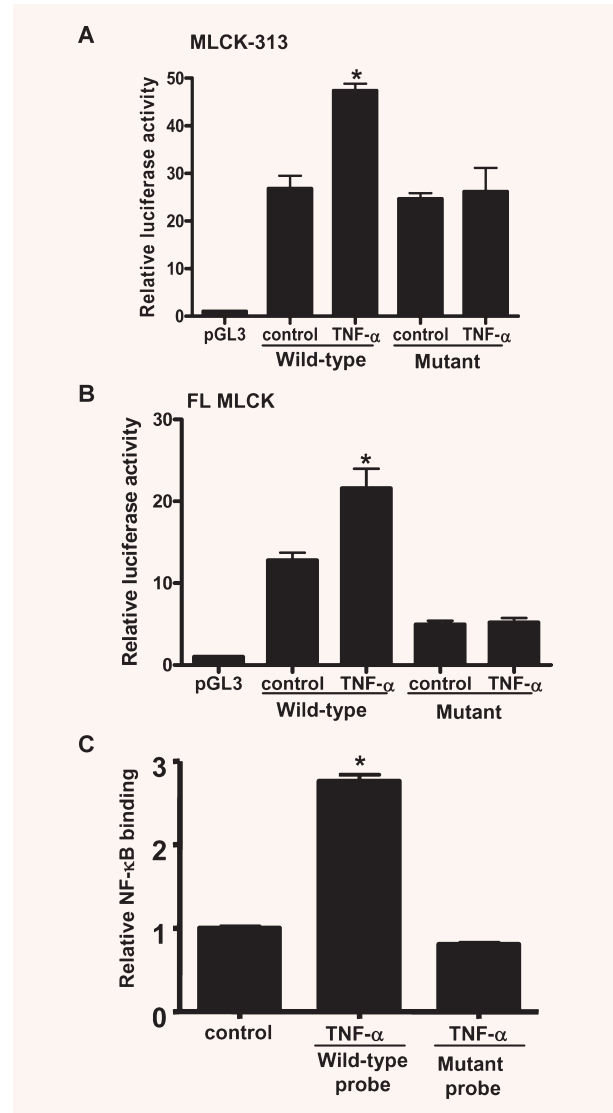 A
MLCK-313
Relative luciferase activity
50
40
30
20
10
0
*
pGL3 control TNF-α control TNF-α
Wild-type Mutant
B
FL MLCK
Relative luciferase activity
30
20
10
0
*
pGL3 control TNF-α control TNF-α
Wild-type Mutant
C
Relative NF-κB binding
3
2
1
0
*
control TNF-α TNF-α
Wild-type Mutant
probe probe